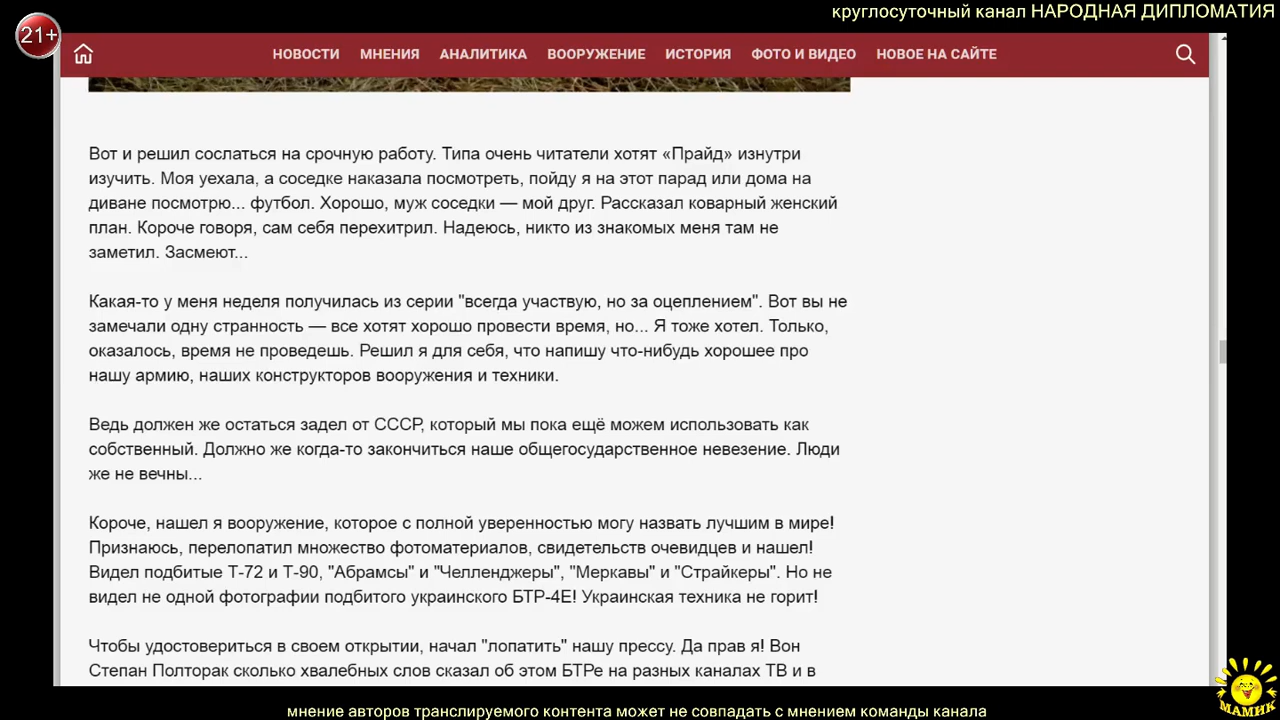 круглосуточный канал НАРОДНАЯ ДИПЛОМАТИЯ
21+
НОВОСТИ МНЕНИЯ АНАЛИТИКА ВООРУЖЕНИЕ ИСТОРИЯ ФОТО И ВИДЕО НОВОЕ НА САЙТЕ
Вот и решил сослаться на срочную работу. Типа очень читатели хотят «Прайд» изнутри
изучить. Моя уехала, а соседке наказала посмотреть, пойду я на этот парад или дома на
диване посмотрю... футбол. Хорошо, муж соседки — мой друг. Рассказал коварный женский
план. Короче говоря, сам себя перехитрил. Надеюсь, никто из знакомых меня там не
заметил. Засмеют...
Какая-то у меня неделя получилась из серии "всегда участвую, но за оцеплением". Вот вы не
замечали одну странность — все хотят хорошо провести время, но... Я тоже хотел. Только,
оказалось, время не проведешь. Решил я для себя, что напишу что-нибудь хорошее про
нашу армию, наших конструкторов вооружения и техники.
Ведь должен же остаться задел от СССР, который мы пока ещё можем использовать как
собственный. Должно же когда-то закончиться наше общегосударственное невезение. Люди
же не вечны...
Короче, нашел я вооружение, которое с полной уверенностью могу назвать лучшим в мире!
Признаюсь, перелопатил множество фотоматериалов, свидетельств очевидцев и нашел!
Видел подбитые Т-72 и Т-90, "Абрамсы" и "Челленджеры", "Меркавы" и "Страйкеры". Но не
видел не одной фотографии подбитого украинского БТР-4Е! Украинская техника не горит!
Чтобы удостовериться в своем открытии, начал "лопатить" нашу прессу. Да прав я! Вон
Степан Полторак сколько хвалебных слов сказал об этом БТРе на разных каналах ТВ и в
МАМИК
мнение авторов транслируемого контента может не совпадать с мнением команды канала